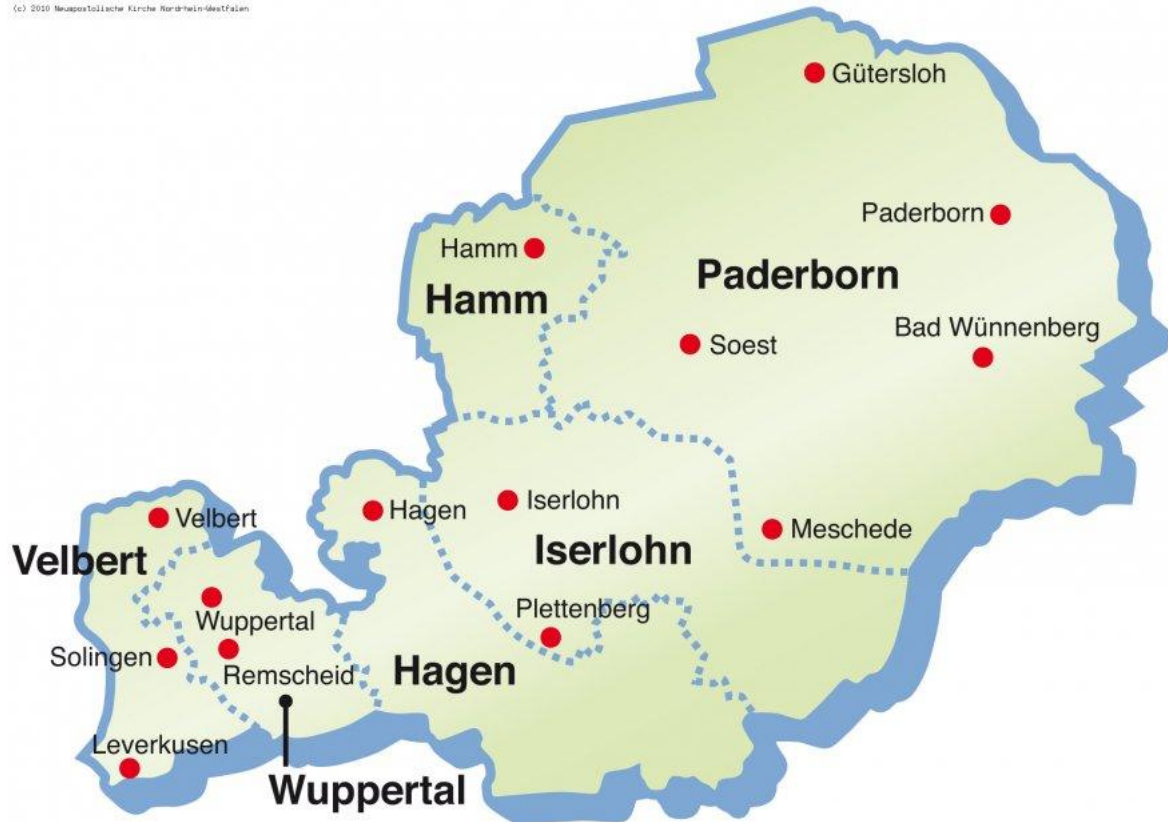 (c) 2010 Neuapostolische Kirche Nordrhein-Westfalen
Gütersloh
Paderborn
Hamm
Hamm
Paderborn
Bad Wünnenberg
Soest
Iserlohn
Hagen
Velbert
Meschede
Iserlohn
Velbert
Plettenberg
Wuppertal
Solingen
Hagen
Remscheid
Leverkusen
Wuppertal